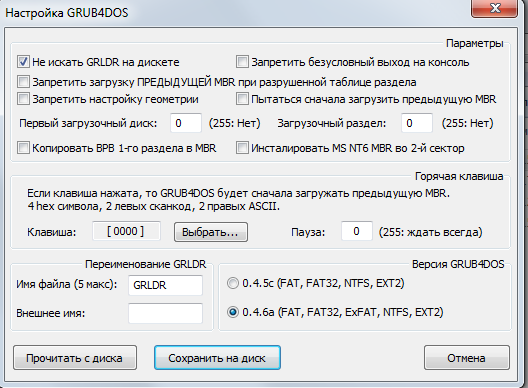 Настройка GRUB4DOS
Параметры
Не искать GRLDR на дискете
Запретить безусловный выход на консоль
Запретить загрузку ПРЕДЫДУЩЕЙ MBR при разрушенной таблице раздела
Запретить настройку геометрии
Пытаться сначала загрузить предыдущую MBR
Первый загрузочный диск: 0 (255: Нет)
Загрузочный раздел: 0 (255: Нет)
Копировать BPB 1-го раздела в MBR
Инсталировать MS NT6 MBR во 2-й сектор
Горячая клавиша
Если клавиша нажата, то GRUB4DOS будет сначала загружать предыдущую MBR.
4 hex символа, 2 левых сканкод, 2 правых ASCII.
Клавиша: [ 0000 ] Выбрать... Пауза: 0 (255: ждать всегда)
Переименование GRLDR
Имя файла (5 макс): GRLDR
Внешнее имя:
Версия GRUB4DOS
0.4.5c (FAT, FAT32, NTFS, EXT2)
0.4.6a (FAT, FAT32, ExFAT, NTFS, EXT2)
Прочитать с диска
Сохранить на диск
Отмена